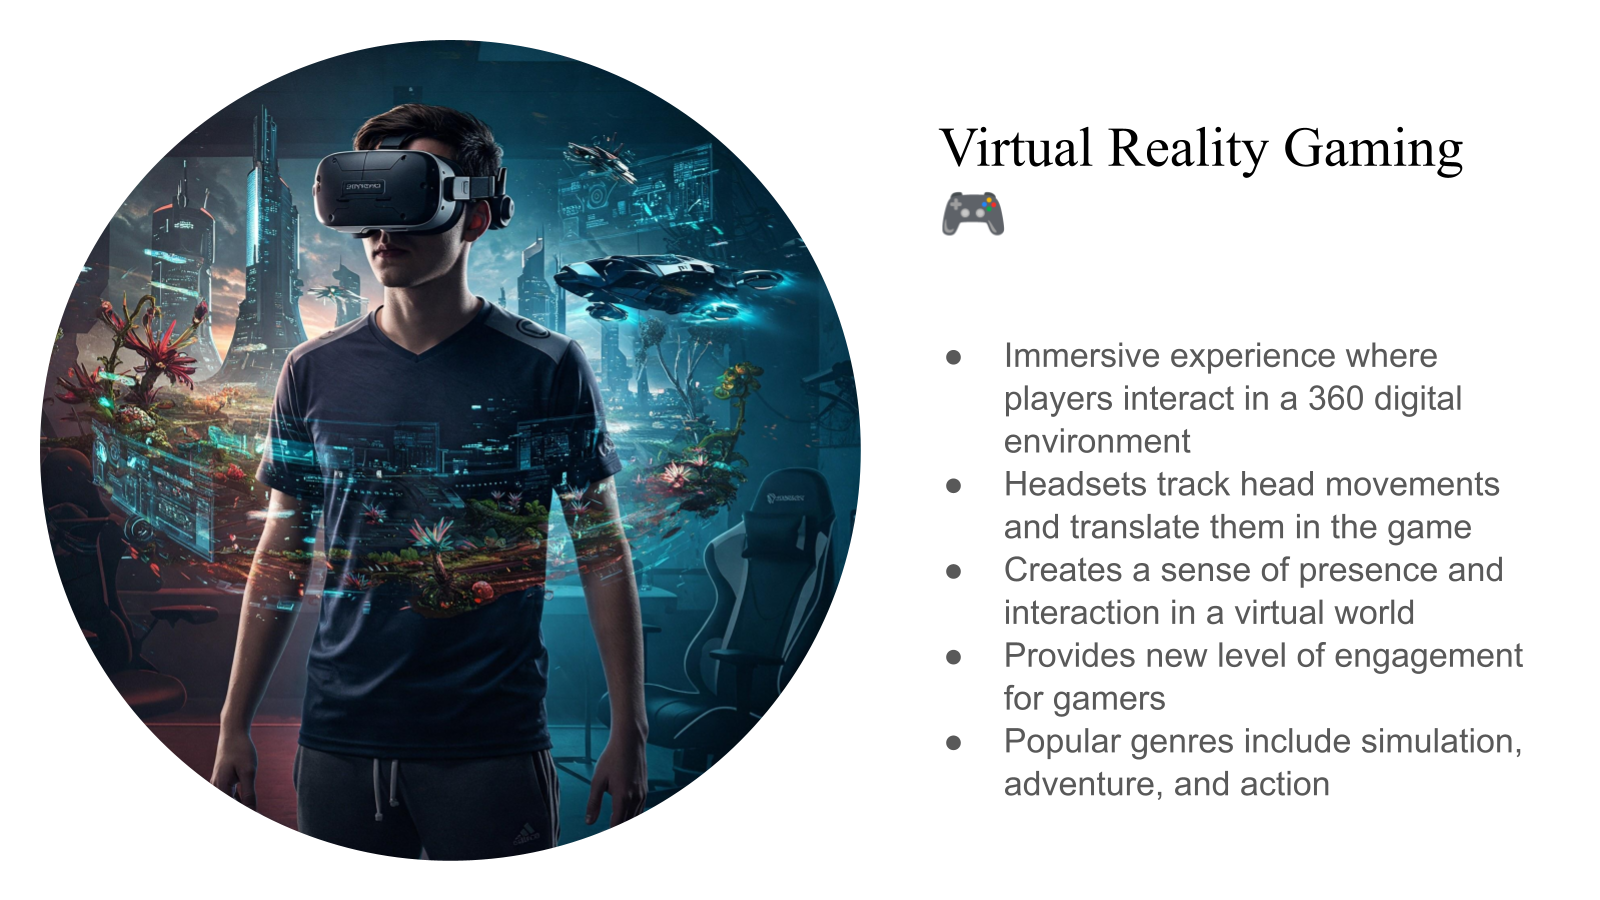 Virtual Reality Gaming
🎮
● Immersive experience where
players interact in a 360 digital
environment
● Headsets track head movements
and translate them in the game
● Creates a sense of presence and
interaction in a virtual world
● Provides new level of engagement
for gamers
● Popular genres include simulation,
adventure, and action